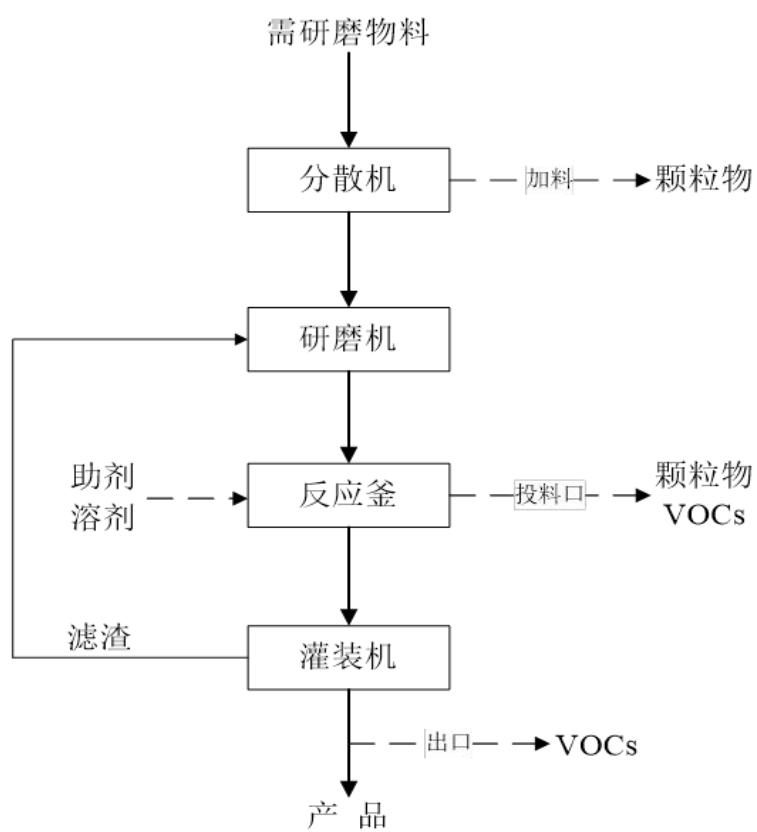 需研磨物料
分散机
加料
颗粒物
研磨机
助剂
溶剂
反应釜
投料口
颗粒物
VOCs
滤渣
灌装机
出口
VOCs
产 品